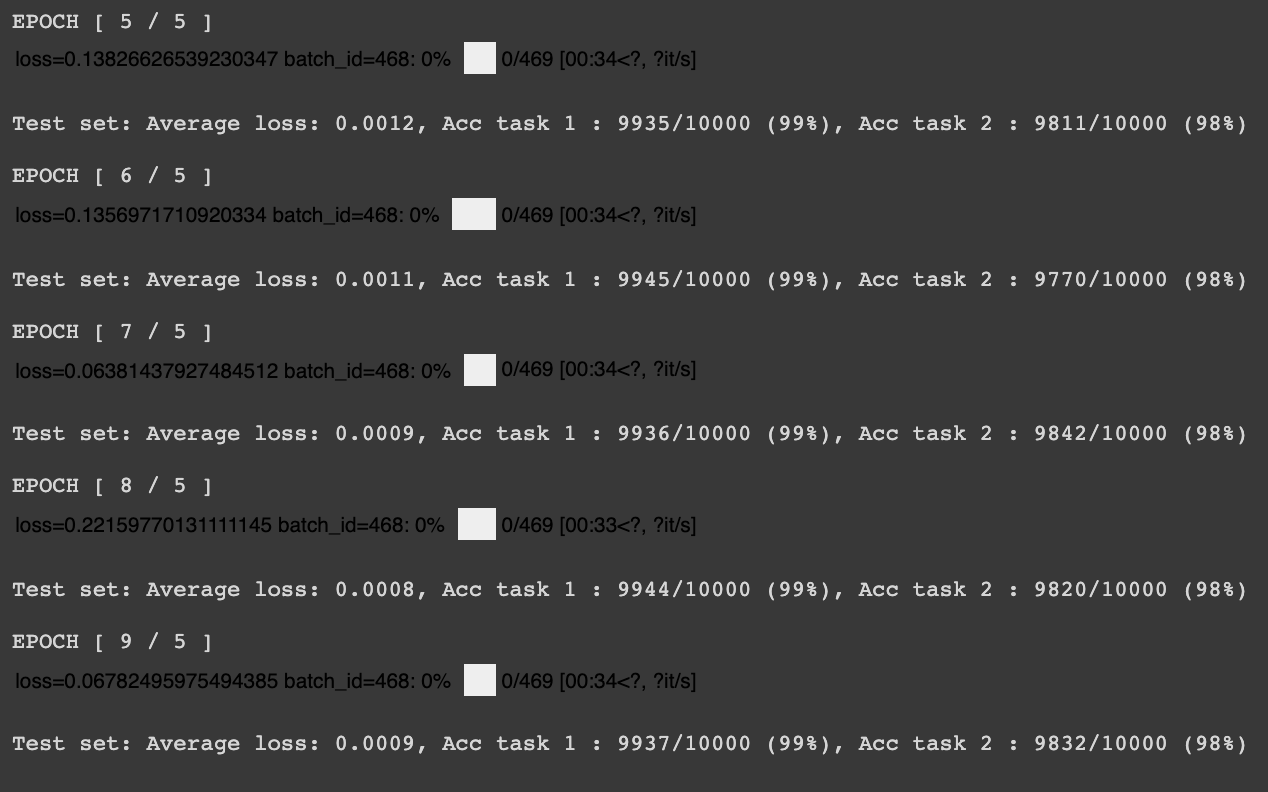 EPOCH [ 5 / 5 ]
loss=0.13826626539230347 batch_id=468: 0% 0/469 [00:34<?, ?it/s]
Test set: Average loss: 0.0012, Acc task 1 : 9935/10000 (99%), Acc task 2 : 9811/10000 (98%)
EPOCH [ 6 / 5 ]
loss=0.1356971710920334 batch_id=468: 0% 0/469 [00:34<?, ?it/s]
Test set: Average loss: 0.0011, Acc task 1 : 9945/10000 (99%), Acc task 2 : 9770/10000 (98%)
EPOCH [ 7 / 5 ]
loss=0.06381437927484512 batch_id=468: 0% 0/469 [00:34<?, ?it/s]
Test set: Average loss: 0.0009, Acc task 1 : 9936/10000 (99%), Acc task 2 : 9842/10000 (98%)
EPOCH [ 8 / 5 ]
loss=0.22159770131111145 batch_id=468: 0% 0/469 [00:33<?, ?it/s]
Test set: Average loss: 0.0008, Acc task 1 : 9944/10000 (99%), Acc task 2 : 9820/10000 (98%)
EPOCH [ 9 / 5 ]
loss=0.06782495975494385 batch_id=468: 0% 0/469 [00:34<?, ?it/s]
Test set: Average loss: 0.0009, Acc task 1 : 9937/10000 (99%), Acc task 2 : 9832/10000 (98%)